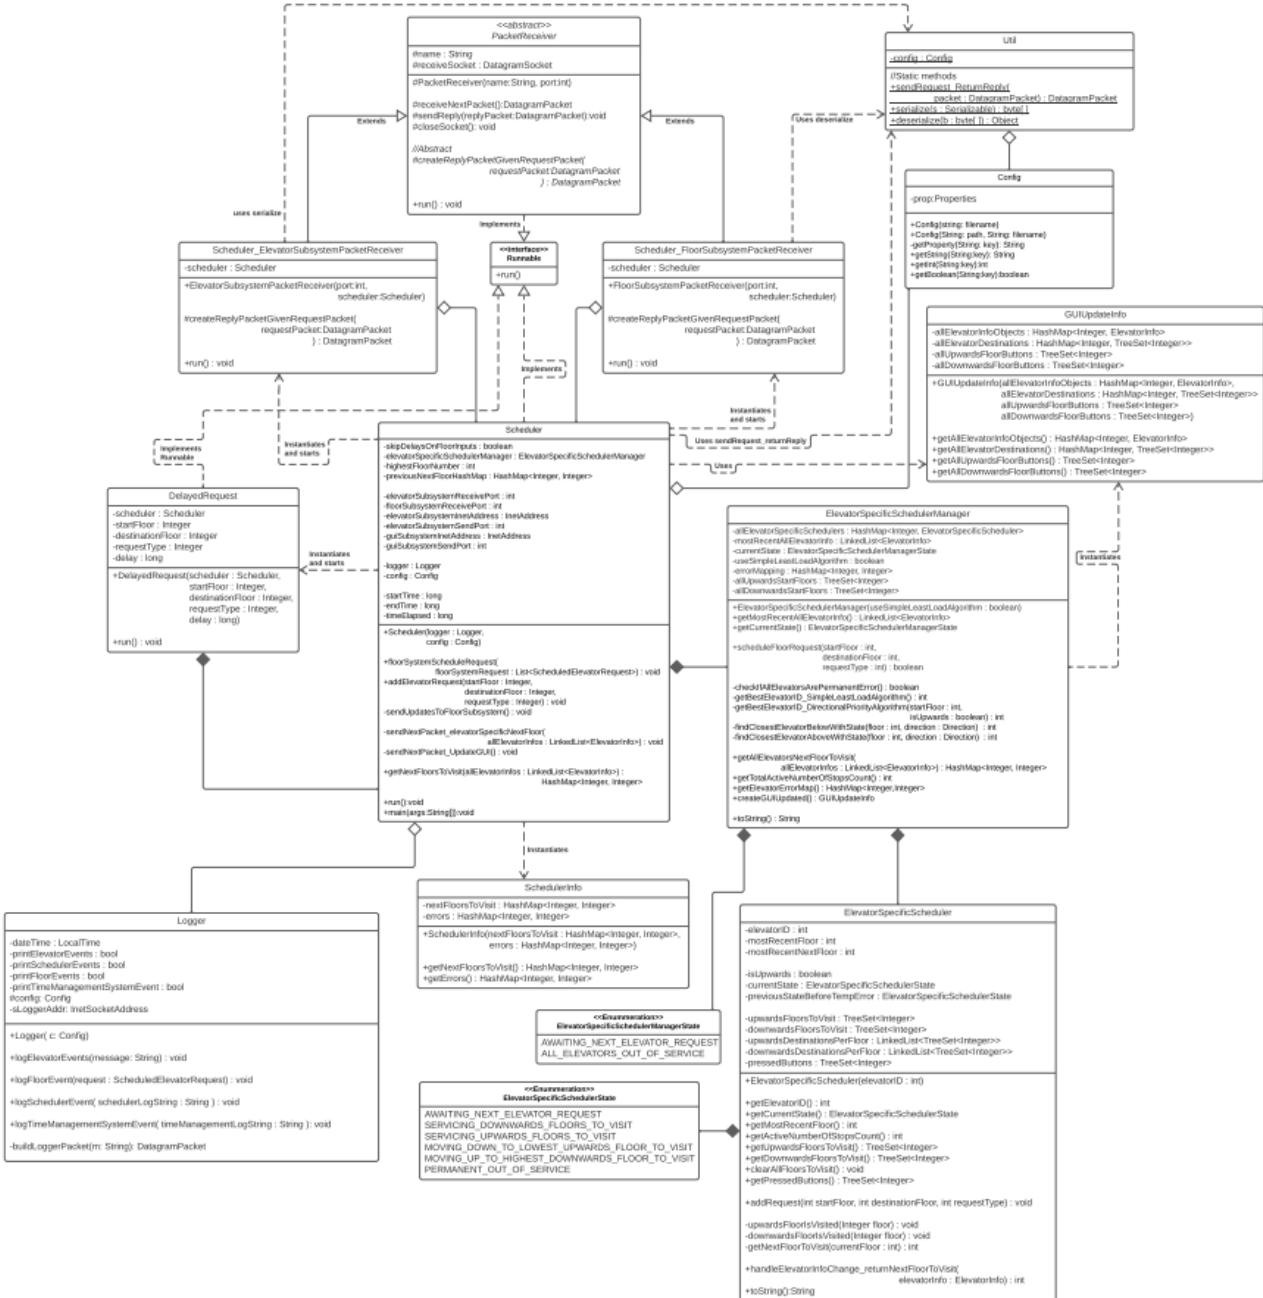 <<abstract>>
PacketReceiver
#name : String
#receiveSocket : DatagramSocket
#PacketReceiver(name:String, port:int)
#receiveNextPacket():DatagramPacket
#sendReply(replyPacket:DatagramPacket):void
#closeSocket(): void
//Abstract
#createReplyPacketGivenRequestPacket(
requestPacket:DatagramPacket
) : DatagramPacket
+run() : void
Util
-config : Config
//Static methods
+sendRequest_ReturnReply(
packet : DatagramPacket) : DatagramPacket
+serialize(s : Serializable) : byte[ ]
+deserialize(b : byte[ ]) : Object
Extends
Extends
Uses deserialize
uses serialize
Implements
Config
-prop:Properties
+Config(string: filename)
+Config(String: path, String: filename)
-getProperty(String: key): String
+getString(String:key): String
+getInt(String:key):int
+getBoolean(String:key):boolean
Scheduler_ElevatorSubsystemPacketReceiver
-scheduler : Scheduler
+ElevatorSubsystemPacketReceiver(port:int,
scheduler:Scheduler)
#createReplyPacketGivenRequestPacket(
requestPacket:DatagramPacket
) : DatagramPacket
+run() : void
<<Interface>>
Runnable
+run()
Scheduler_FloorSubsystemPacketReceiver
-scheduler : Scheduler
+FloorSubsystemPacketReceiver(port:int,
scheduler:Scheduler)
#createReplyPacketGivenRequestPacket(
requestPacket:DatagramPacket
) : DatagramPacket
+run() : void
GUIUpdateInfo
-allElevatorInfoObjects : HashMap<Integer, ElevatorInfo>
-allElevatorDestinations : HashMap<Integer, TreeSet<Integer>>
-allUpwardsFloorButtons : TreeSet<Integer>
-allDownwardsFloorButtons : TreeSet<Integer>
+GUIUpdateInfo(allElevatorInfoObjects : HashMap<Integer, ElevatorInfo>,
allElevatorDestinations : HashMap<Integer, TreeSet<Integer>>
allUpwardsFloorButtons : TreeSet<Integer>
allDownwardsFloorButtons : TreeSet<Integer>)
+getAllElevatorInfoObjects() : HashMap<Integer, ElevatorInfo>
+getAllElevatorDestinations() : HashMap<Integer, TreeSet<Integer>>
+getAllUpwardsFloorButtons() : TreeSet<Integer>
+getAllDownwardsFloorButtons() : TreeSet<Integer>
Implements
Instantiates
and starts
Instantiates
and starts
Implements
Runnable
Uses sendRequest_returnReply
Uses
Scheduler
-skipDelaysOnFloorInputs : boolean
-elevatorSpecificSchedulerManager : ElevatorSpecificSchedulerManager
-highestFloorNumber : int
-previousNextFloorHashMap : HashMap<Integer, Integer>
-elevatorSubsystemReceivePort : int
-floorSubsystemReceivePort : int
-elevatorSubsystemInetAddress : InetAddress
-elevatorSubsystemSendPort : int
-guiSubsystemInetAddress : InetAddress
-guiSubsystemSendPort : int
-logger : Logger
-config : Config
-startTime : long
-endTime : long
-timeElapsed : long
+Scheduler(logger : Logger,
config : Config)
+floorSystemScheduleRequest(
floorSystemRequest : List<ScheduledElevatorRequest>) : void
+addElevatorRequest(startFloor : Integer,
destinationFloor : Integer,
requestType : Integer) : void
-sendUpdatesToFloorSubsystem() : void
-sendNextPacket_elevatorSpecificNextFloor(
allElevatorInfos : LinkedList<ElevatorInfo>) : void
-sendNextPacket_UpdateGUI() : void
+getNextFloorsToVisit(allElevatorInfos : LinkedList<ElevatorInfo>) :
HashMap<Integer, Integer>
+run():void
+main(args:String[]):void
DelayedRequest
-scheduler : Scheduler
-startFloor : Integer
-destinationFloor : Integer
-requestType : Integer
-delay : long
+DelayedRequest(scheduler : Scheduler,
startFloor : Integer,
destinationFloor : Integer,
requestType : Integer,
delay : long)
+run() : void
Instantiates
and starts
ElevatorSpecificSchedulerManager
-allElevatorSpecificSchedulers : HashMap<Integer, ElevatorSpecificScheduler>
-mostRecentAllElevatorInfo : LinkedList<ElevatorInfo>
-currentState : ElevatorSpecificSchedulerManagerState
-useSimpleLeastLoadAlgorithm : boolean
-errorMapping : HashMap<Integer, Integer>
-allUpwardsStartFloors : TreeSet<Integer>
-allDownwardsStartFloors : TreeSet<Integer>
+ElevatorSpecificSchedulerManager(useSimpleLeastLoadAlgorithm : boolean)
+getMostRecentAllElevatorInfo() : LinkedList<ElevatorInfo>
+getCurrentState() : ElevatorSpecificSchedulerManagerState
+scheduleFloorRequest(startFloor : int,
destinationFloor : int,
requestType : int) : boolean
-checkIfAllElevatorsArePermanentError() : boolean
-getBestElevatorID_SimpleLeastLoadAlgorithm() : int
-getBestElevatorID_DirectionalPriorityAlgorithm(startFloor : int,
isUpwards : boolean) : int
-findClosestElevatorBelowWithState(floor : int, direction : Direction) : int
-findClosestElevatorAboveWithState(floor : int, direction : Direction) : int
+getAllElevatorsNextFloorToVisit(
allElevatorInfos : LinkedList<ElevatorInfo>) : HashMap<Integer, Integer>
+getTotalActiveNumberOfStopsCount() : int
+getElevatorErrorMap() : HashMap<Integer,Integer>
+createGUIUpdated() : GUIUpdateInfo
+toString() : String
Instantiates
Instantiates
SchedulerInfo
-nextFloorsToVisit : HashMap<Integer, Integer>
-errors : HashMap<Integer, Integer>
+SchedulerInfo(nextFloorsToVisit : HashMap<Integer, Integer>,
errors : HashMap<Integer, Integer>)
+getNextFloorsToVisit() : HashMap<Integer, Integer>
+getErrors() : HashMap<Integer, Integer>
Logger
-dateTime : LocalTime
-printElevatorEvents : bool
-printSchedulerEvents : bool
-printFloorEvents : bool
-printTimeManagementSystemEvent : bool
#config: Config
-sLoggerAddr: InetSocketAddress
+Logger( c: Config)
+logElevatorEvents(message: String) : void
+logFloorEvent(request : ScheduledElevatorRequest) : void
+logSchedulerEvent( schedulerLogString : String ) : void
+logTimeManagementSystemEvent( timeManagementLogString : String ): void
-buildLoggerPacket(m: String): DatagramPacket
<<Enummeration>>
ElevatorSpecificSchedulerManagerState
AWAITING_NEXT_ELEVATOR_REQUEST
ALL_ELEVATORS_OUT_OF_SERVICE
<<Enummeration>>
ElevatorSpecificSchedulerState
AWAITING_NEXT_ELEVATOR_REQUEST
SERVICING_DOWNWARDS_FLOORS_TO_VISIT
SERVICING_UPWARDS_FLOORS_TO_VISIT
MOVING_DOWN_TO_LOWEST_UPWARDS_FLOOR_TO_VISIT
MOVING_UP_TO_HIGHEST_DOWNWARDS_FLOOR_TO_VISIT
PERMANENT_OUT_OF_SERVICE
ElevatorSpecificScheduler
-elevatorID : int
-mostRecentFloor : int
-mostRecentNextFloor : int
-isUpwards : boolean
-currentState : ElevatorSpecificSchedulerState
-previousStateBeforeTempError : ElevatorSpecificSchedulerState
-upwardsFloorsToVisit : TreeSet<Integer>
-downwardsFloorsToVisit : TreeSet<Integer>
-upwardsDestinationsPerFloor : LinkedList<TreeSet<Integer>>
-downwardsDestinationsPerFloor : LinkedList<TreeSet<Integer>>
-pressedButtons : TreeSet<Integer>
+ElevatorSpecificScheduler(elevatorID : int)
+getElevatorID() : int
+getCurrentState() : ElevatorSpecificSchedulerState
+getMostRecentFloor() : int
+getActiveNumberOfStopsCount() : int
+getUpwardsFloorsToVisit() : TreeSet<Integer>
+getDownwardsFloorsToVisit() : TreeSet<Integer>
+clearAllFloorsToVisit() : void
+getPressedButtons() : TreeSet<Integer>
+addRequest(int startFloor, int destinationFloor, int requestType) : void
-upwardsFloorIsVisited(Integer floor) : void
-downwardsFloorIsVisited(Integer floor) : void
-getNextFloorToVisit(currentFloor : int) : int
+handleElevatorInfoChange_returnNextFloorToVisit(
elevatorInfo : ElevatorInfo) : int
+toString():String